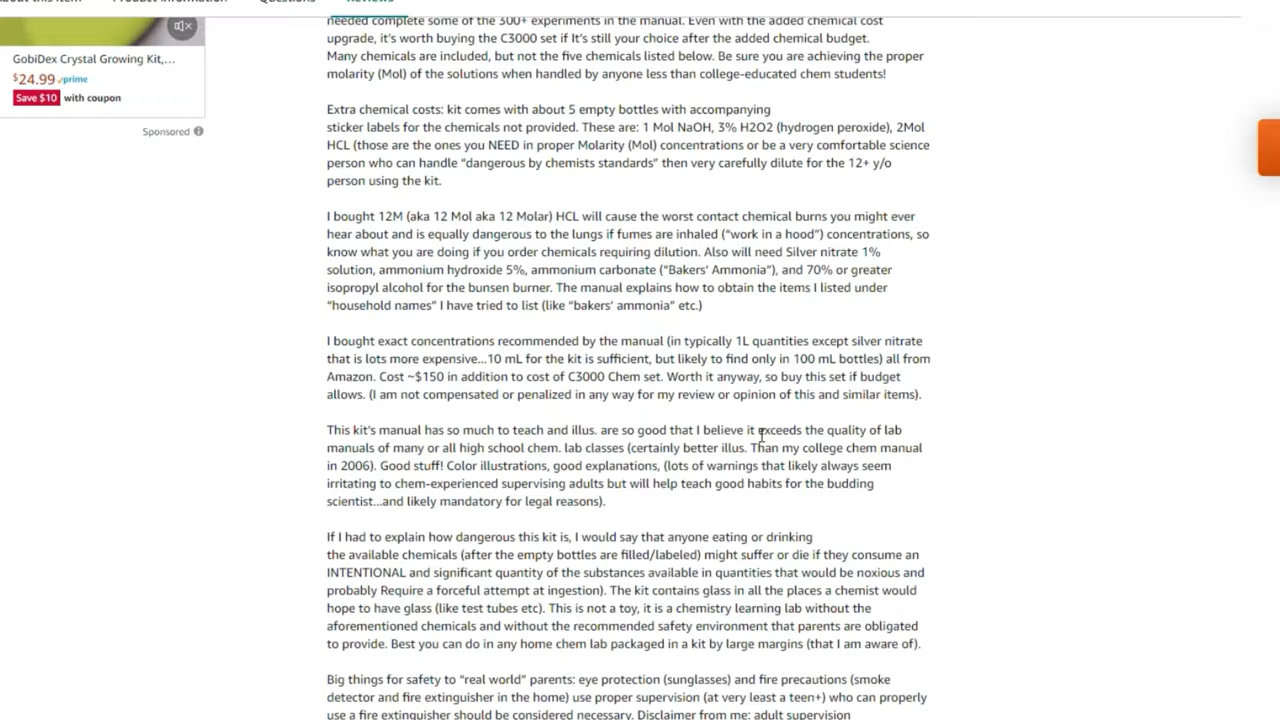 Reviews
needed complete some of the 300+ experiments in the manual. Even with the added chemical cost
upgrade, it's worth buying the C3000 set if It's still your choice after the added chemical budget.
Many chemicals are included, but not the five chemicals listed below. Be sure you are achieving the proper
molarity (Mol) of the solutions when handled by anyone less than college-educated chem students!
GobiDex Crystal Growing Kit,...
$24.99 prime
Save $10 with coupon
Sponsored
Extra chemical costs: kit comes with about 5 empty bottles with accompanying
sticker labels for the chemicals not provided. These are: 1 Mol NaOH, 3% H2O2 (hydrogen peroxide), 2Mol
HCL (those are the ones you NEED in proper Molarity (Mol) concentrations or be a very comfortable science
person who can handle “dangerous by chemists standards” then very carefully dilute for the 12+ y/o
person using the kit.
I bought 12M (aka 12 Mol aka 12 Molar) HCL will cause the worst contact chemical burns you might ever
hear about and is equally dangerous to the lungs if fumes are inhaled (“work in a hood”) concentrations, so
know what you are doing if you order chemicals requiring dilution. Also will need Silver nitrate 1%
solution, ammonium hydroxide 5%, ammonium carbonate (“Bakers' Ammonia”), and 70% or greater
isopropyl alcohol for the bunsen burner. The manual explains how to obtain the items I listed under
“household names” I have tried to list (like “bakers' ammonia” etc.)
I bought exact concentrations recommended by the manual (in typically 1L quantities except silver nitrate
that is lots more expensive...10 mL for the kit is sufficient, but likely to find only in 100 mL bottles) all from
Amazon. Cost ~$150 in addition to cost of C3000 Chem set. Worth it anyway, so buy this set if budget
allows. (I am not compensated or penalized in any way for my review or opinion of this and similar items).
This kit's manual has so much to teach and illus. are so good that I believe it exceeds the quality of lab
manuals of many or all high school chem. lab classes (certainly better illus. Than my college chem manual
in 2006). Good stuff! Color illustrations, good explanations, (lots of warnings that likely always seem
irritating to chem-experienced supervising adults but will help teach good habits for the budding
scientist...and likely mandatory for legal reasons).
If I had to explain how dangerous this kit is, I would say that anyone eating or drinking
the available chemicals (after the empty bottles are filled/labeled) might suffer or die if they consume an
INTENTIONAL and significant quantity of the substances available in quantities that would be noxious and
probably Require a forceful attempt at ingestion). The kit contains glass in all the places a chemist would
hope to have glass (like test tubes etc). This is not a toy, it is a chemistry learning lab without the
aforementioned chemicals and without the recommended safety environment that parents are obligated
to provide. Best you can do in any home chem lab packaged in a kit by large margins (that I am aware of).
Big things for safety to “real world” parents: eye protection (sunglasses) and fire precautions (smoke
detector and fire extinguisher in the home) use proper supervision (at very least a teen+) who can properly
use a fire extinguisher should be considered necessary. Disclaimer from me: adult supervision